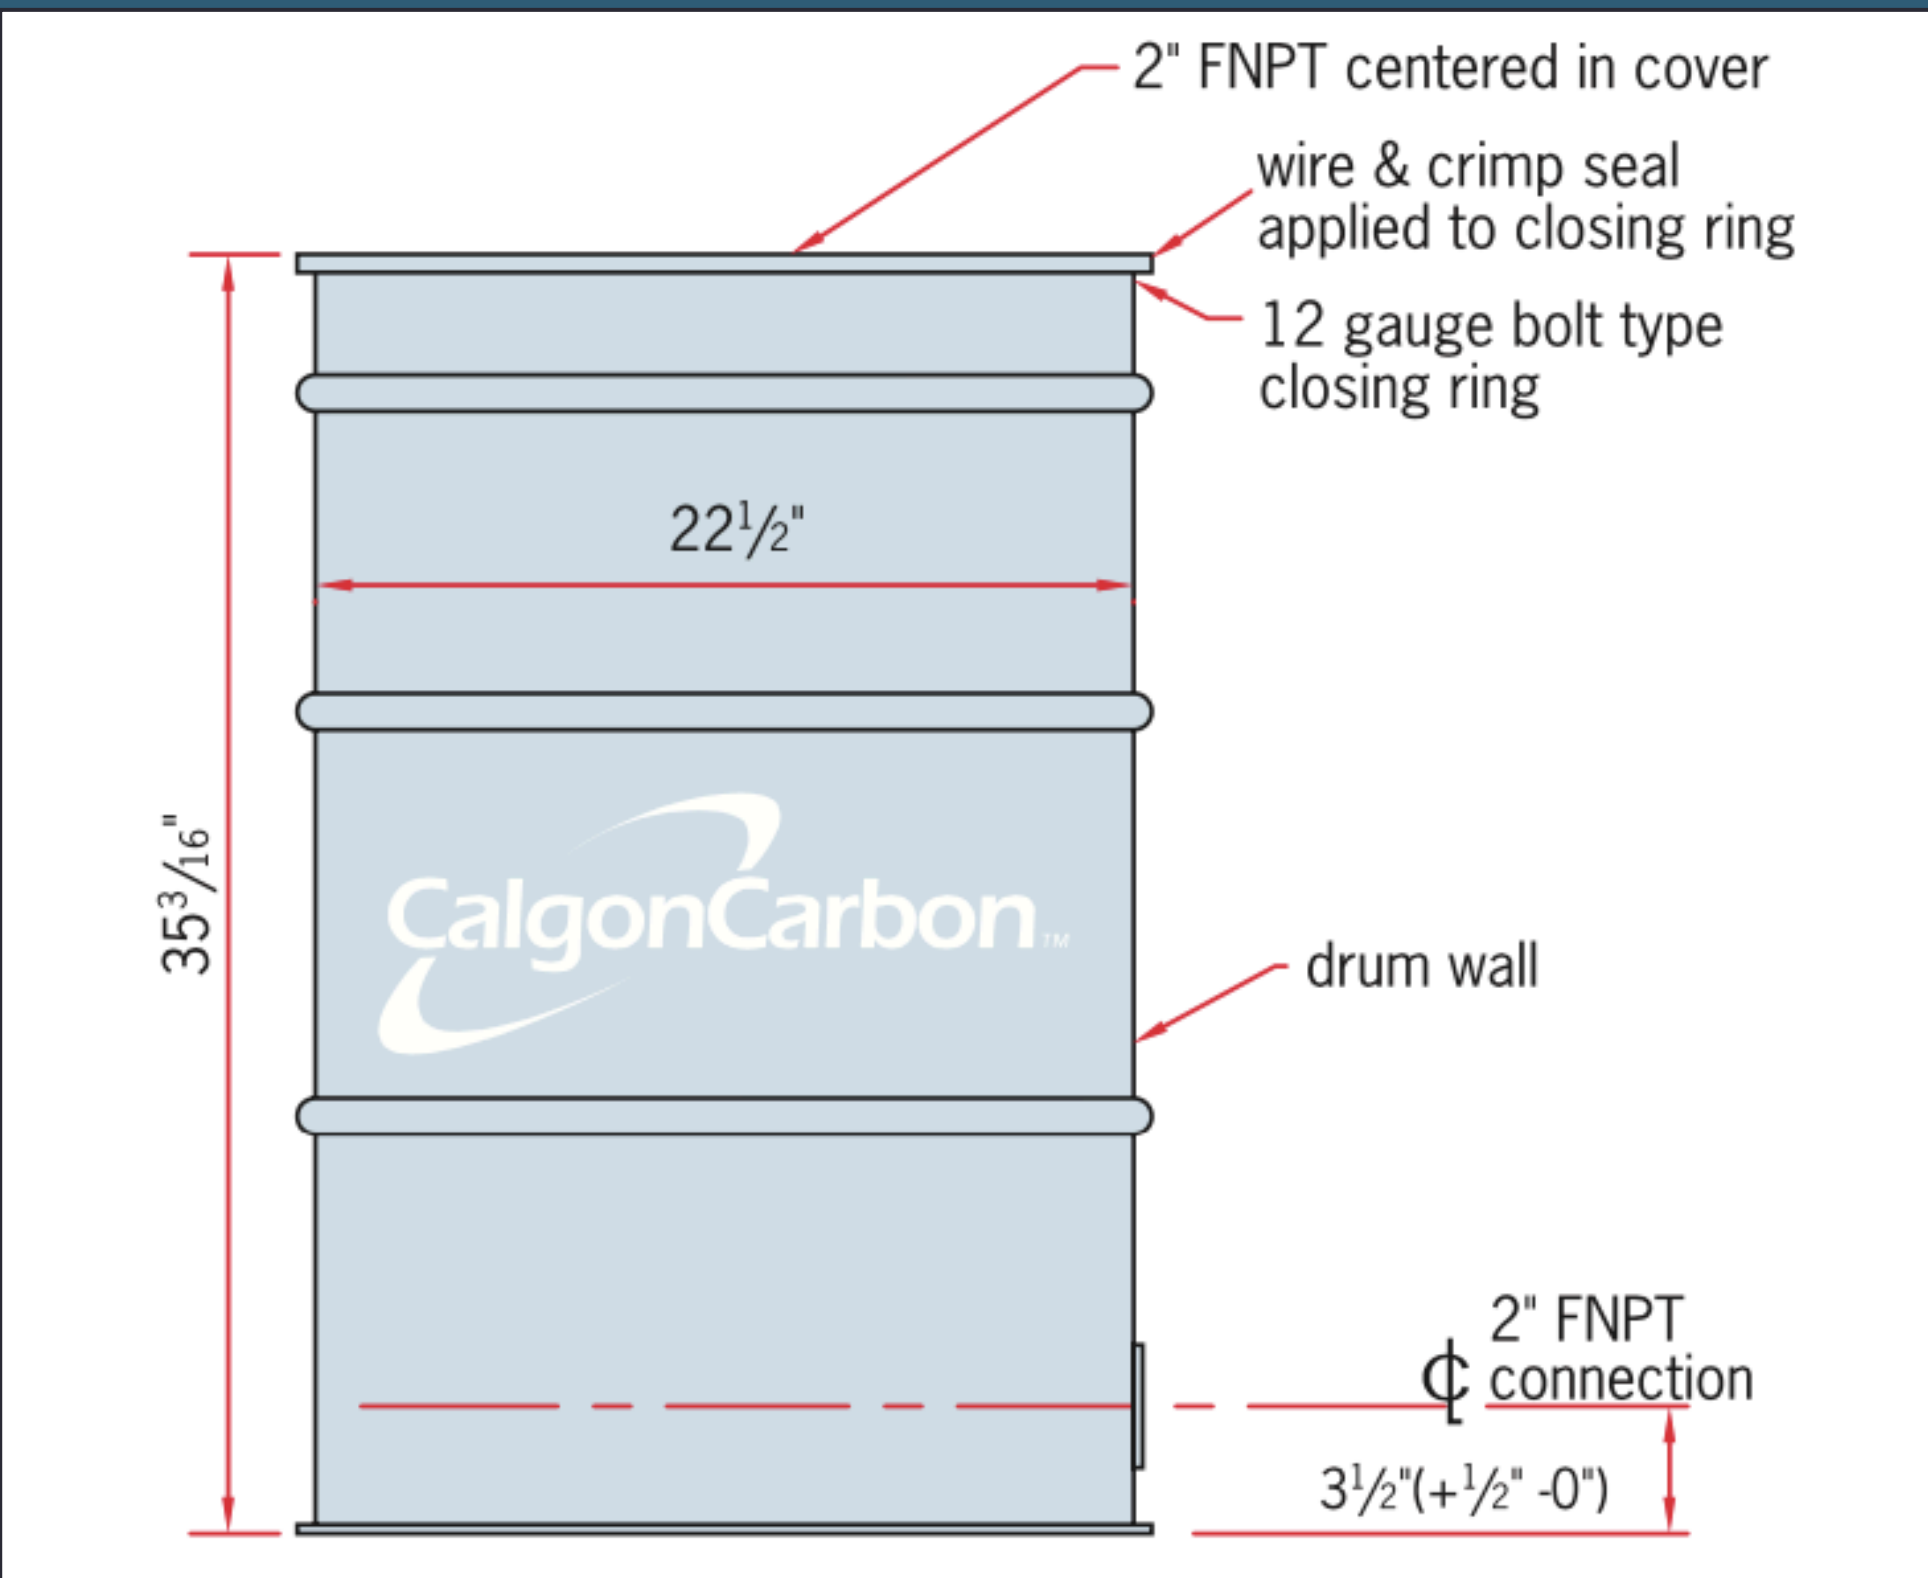 2" FNPT centered in cover
wire & crimp seal
applied to closing ring
12 gauge bolt type
closing ring
22½"
35³⁄₁₆"
CalgonCarbon™
drum wall
2" FNPT
℄ connection
3½"(+½" -0")